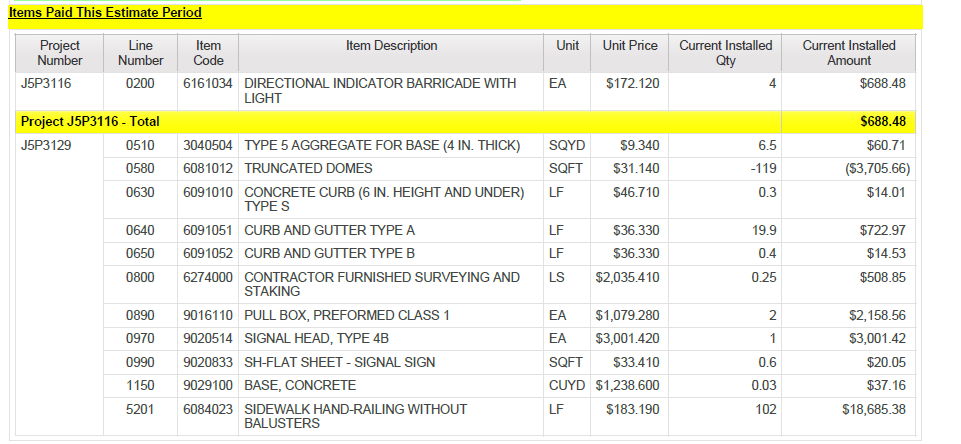 Items Paid This Estimate Period
Project Number Line Number Item Code Item Description Unit Unit Price Current Installed Qty Current Installed Amount
J5P3116 0200 6161034 DIRECTIONAL INDICATOR BARRICADE WITH EA $172.120 4 $688.48
LIGHT
Project J5P3116 - Total $688.48
J5P3129 0510 3040504 TYPE 5 AGGREGATE FOR BASE (4 IN. THICK) SQYD $9.340 6.5 $60.71
0580 6081012 TRUNCATED DOMES SQFT $31.140 -119 ($3,705.66)
0630 6091010 CONCRETE CURB (6 IN. HEIGHT AND UNDER) LF $46.710 0.3 $14.01
TYPE S
0640 6091051 CURB AND GUTTER TYPE A LF $36.330 19.9 $722.97
0650 6091052 CURB AND GUTTER TYPE B LF $36.330 0.4 $14.53
0800 6274000 CONTRACTOR FURNISHED SURVEYING AND LS $2,035.410 0.25 $508.85
STAKING
0890 9016110 PULL BOX, PREFORMED CLASS 1 EA $1,079.280 2 $2,158.56
0970 9020514 SIGNAL HEAD, TYPE 4B EA $3,001.420 1 $3,001.42
0990 9020833 SH-FLAT SHEET - SIGNAL SIGN SQFT $33.410 0.6 $20.05
1150 9029100 BASE, CONCRETE CUYD $1,238.600 0.03 $37.16
5201 6084023 SIDEWALK HAND-RAILING WITHOUT LF $183.190 102 $18,685.38
BALUSTERS